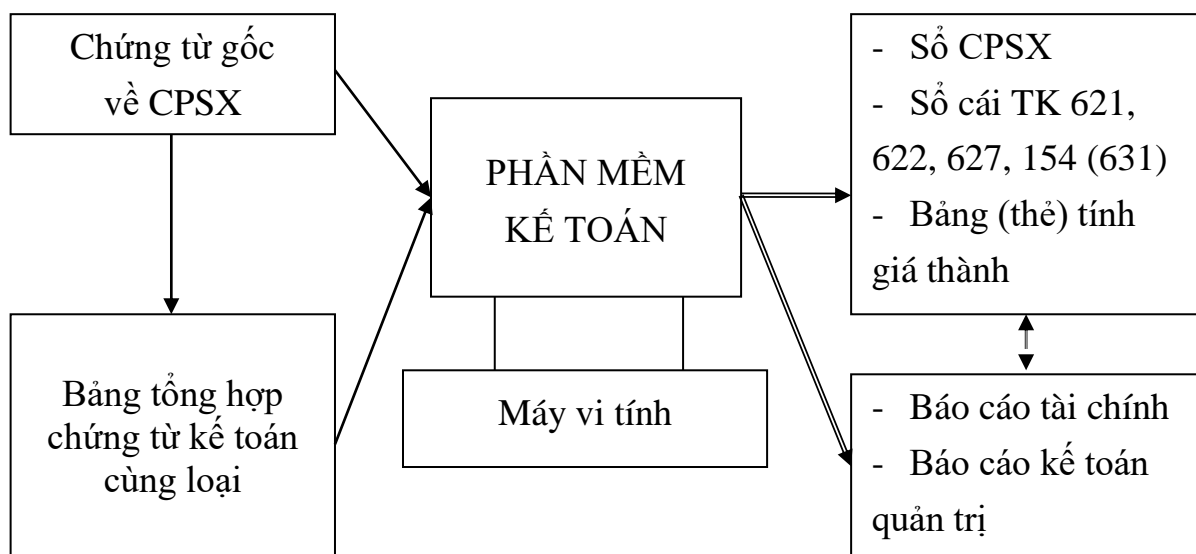 Chứng từ gốc
về CPSX
Bảng tổng hợp
chứng từ kế toán
cùng loại
PHẦN MỀM
KẾ TOÁN
Máy vi tính
- Sổ CPSX
- Sổ cái TK 621,
622, 627, 154 (631)
- Bảng (thẻ) tính
giá thành
- Báo cáo tài chính
- Báo cáo kế toán
quản trị